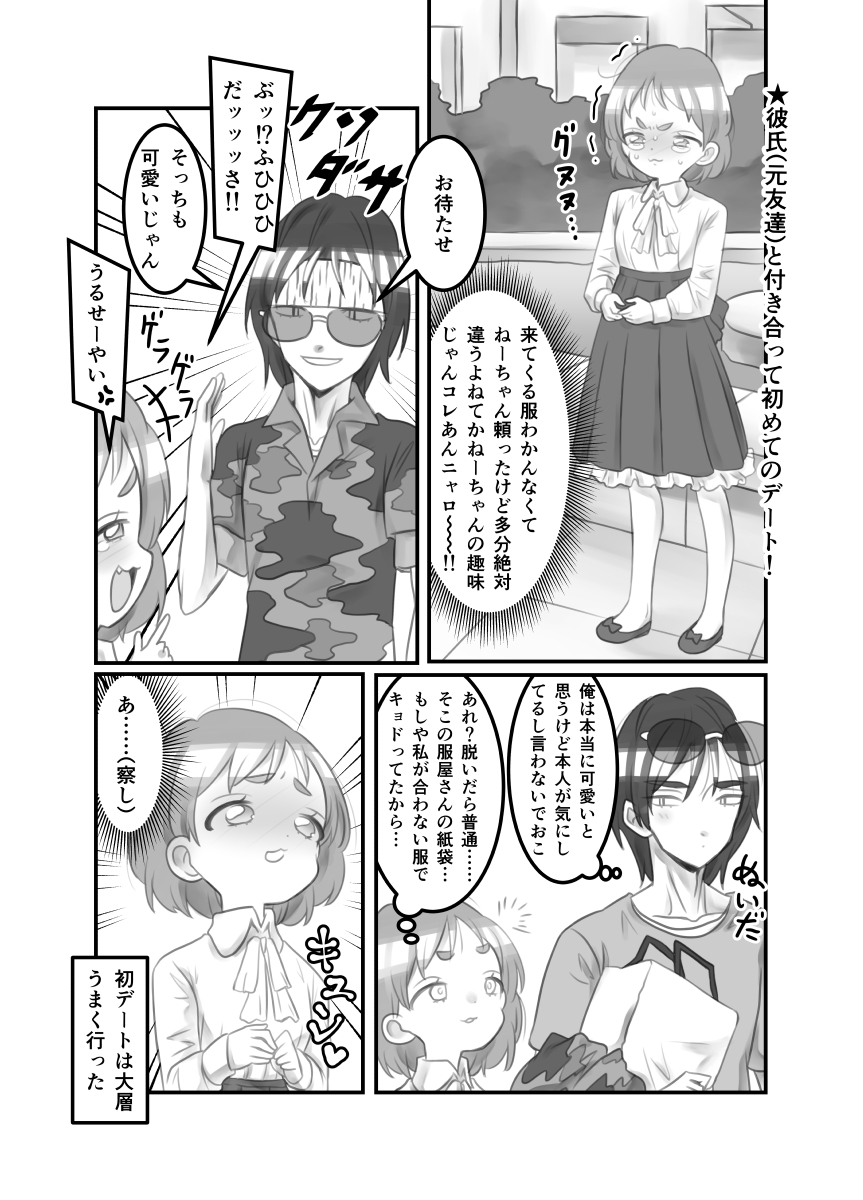 ★彼氏(元友達)と付き合って初めてのデート!
グヌヌ…
来てくる服わかんなくて
ねーちゃん頼ったけど多分絶対
違うよねてかねーちゃんの趣味
じゃんコレあんニャロ～～!!
お待たせ
クソダサ
ぶッ!?ふひひひ
だッッッさ!!
そっちも
可愛いじゃん
ゲラゲラ
うるせーやい
俺は本当に可愛いと
思うけど本人が気にし
てるし言わないでおこ
ぬいだ
あれ?脱いだら普通……
そこの服屋さんの紙袋…
もしや私が合わない服で
キョドってたから…
あ……(察し)
キュン♥
初デートは大層
うまく行った